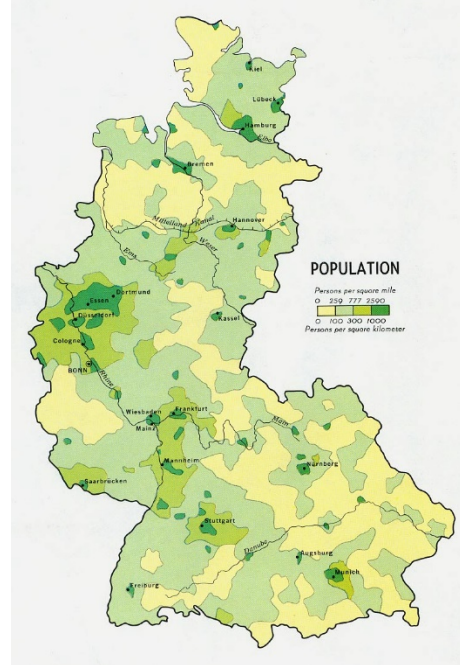 Kiel
Lübeck
Hamburg
Elbe
Bremen
Mittelland Kanal
Hannover
Ems
Weser
POPULATION
Persons per square mile
0 259 777 2590
0 100 300 1000
Persons per square kilometer
Dortmund
Essen
Düsseldorf
Kassel
Cologne
BONN
Rhine
Wiesbaden
Frankfurt
Mainz
Main
Mannheim
Nürnberg
Saarbrücken
Stuttgart
Danube
Augsburg
Munich
Freiburg